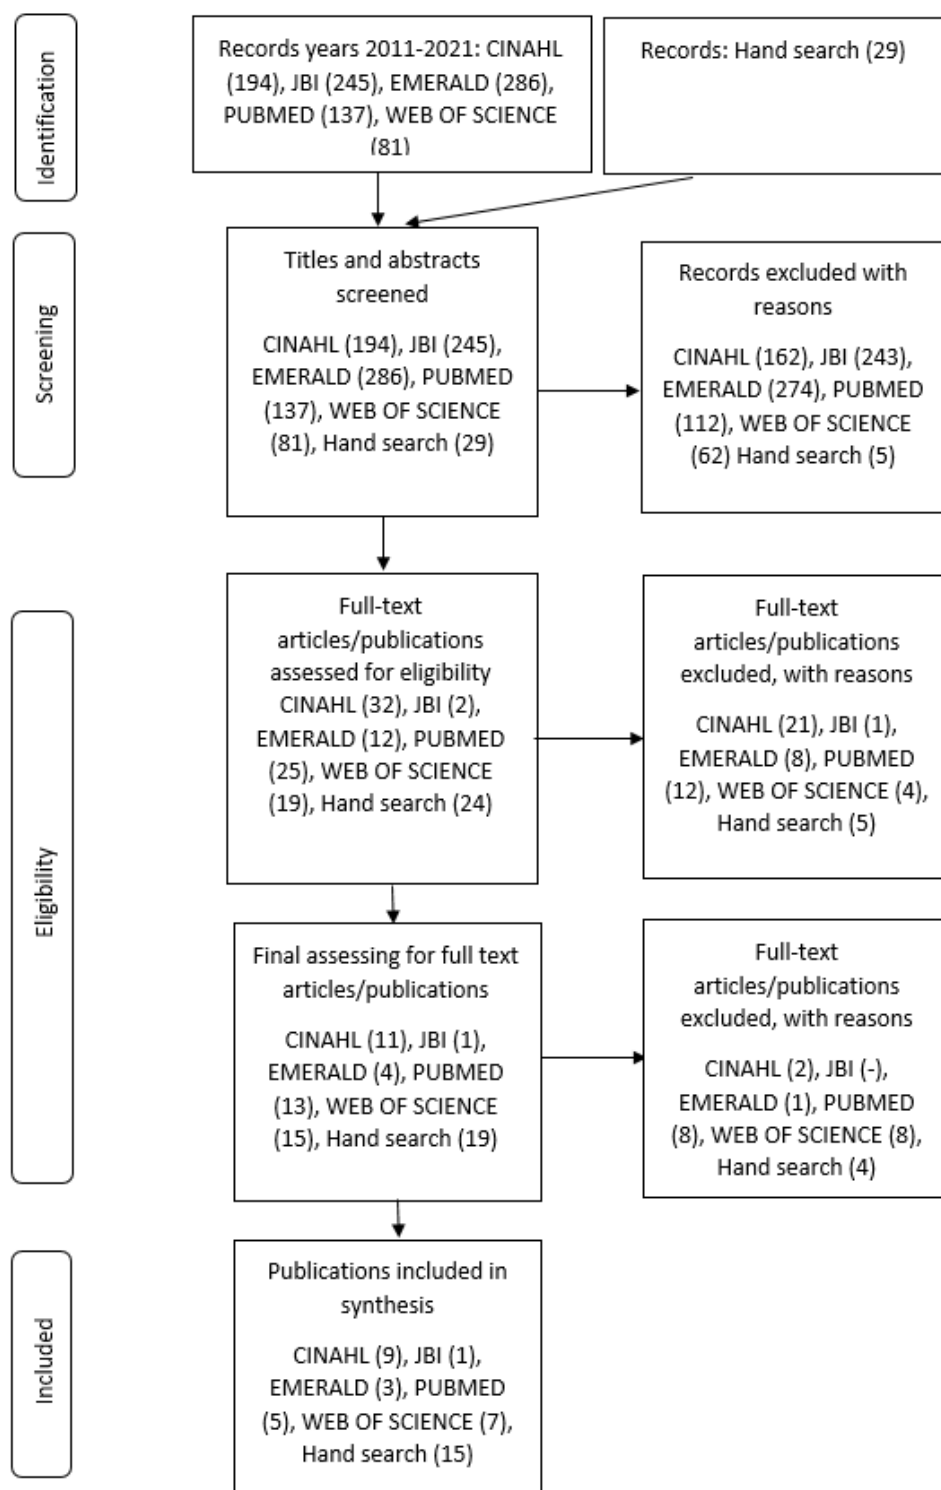 Identification
Records years 2011-2021: CINAHL
(194), JBI (245), EMERALD (286),
PUBMED (137), WEB OF SCIENCE
(81)
Records: Hand search (29)
Screening
Titles and abstracts
screened
CINAHL (194), JBI (245),
EMERALD (286), PUBMED
(137), WEB OF SCIENCE
(81), Hand search (29)
Records excluded with
reasons
CINAHL (162), JBI (243),
EMERALD (274), PUBMED
(112), WEB OF SCIENCE
(62) Hand search (5)
Eligibility
Full-text
articles/publications
assessed for eligibility
CINAHL (32), JBI (2),
EMERALD (12), PUBMED
(25), WEB OF SCIENCE
(19), Hand search (24)
Full-text
articles/publications
excluded, with reasons
CINAHL (21), JBI (1),
EMERALD (8), PUBMED
(12), WEB OF SCIENCE (4),
Hand search (5)
Final assessing for full text
articles/publications
CINAHL (11), JBI (1),
EMERALD (4), PUBMED
(13), WEB OF SCIENCE
(15), Hand search (19)
Full-text
articles/publications
excluded, with reasons
CINAHL (2), JBI (-),
EMERALD (1), PUBMED
(8), WEB OF SCIENCE (8),
Hand search (4)
Included
Publications included in
synthesis
CINAHL (9), JBI (1),
EMERALD (3), PUBMED
(5), WEB OF SCIENCE (7),
Hand search (15)